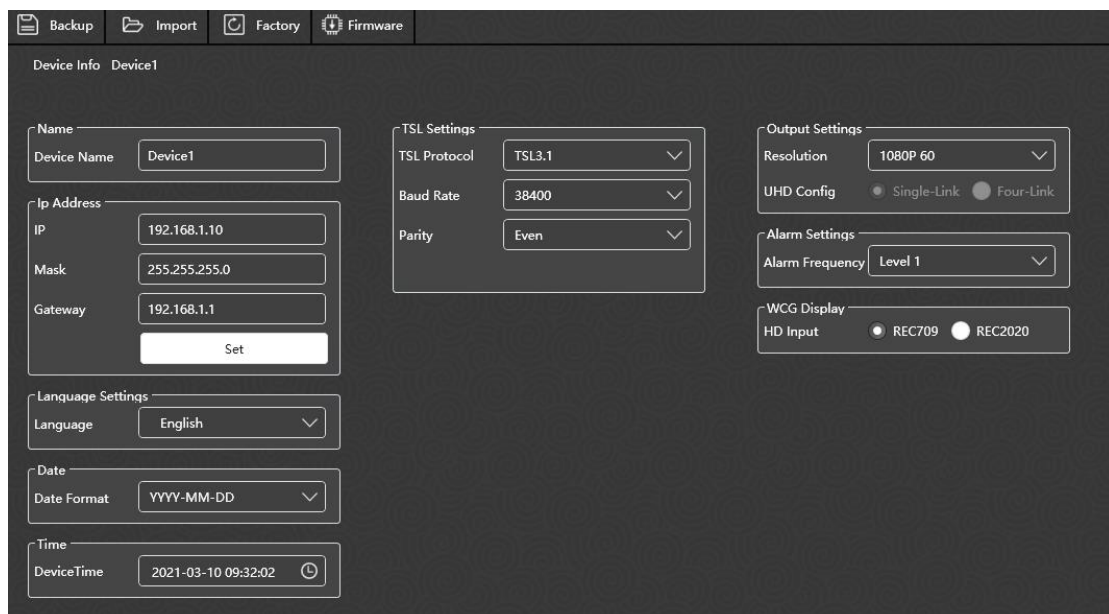 Backup Import Factory Firmware
Device Info Device1
Name
Device Name Device1
Ip Address
IP 192.168.1.10
Mask 255.255.255.0
Gateway 192.168.1.1
Set
Language Settings
Language English
Date
Date Format YYYY-MM-DD
Time
DeviceTime 2021-03-10 09:32:02
TSL Settings
TSL Protocol TSL3.1
Baud Rate 38400
Parity Even
Output Settings
Resolution 1080P 60
UHD Config Single-Link Four-Link
Alarm Settings
Alarm Frequency Level 1
WCG Display
HD Input REC709 REC2020